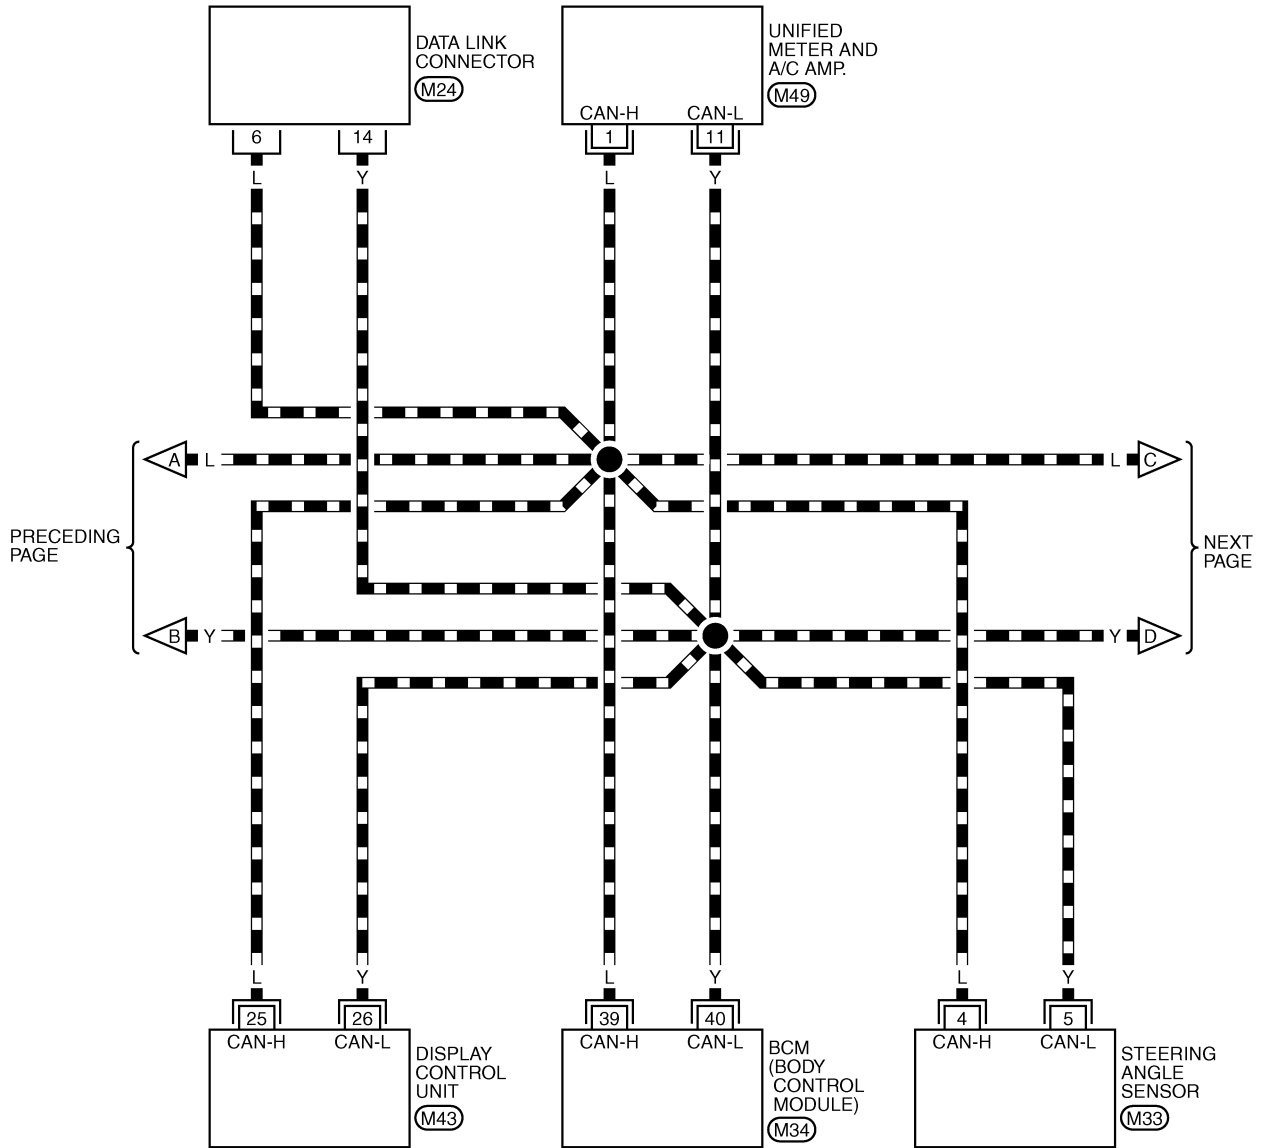 DATA LINK
CONNECTOR
M24
UNIFIED
METER AND
A/C AMP.
M49
CAN-H CAN-L
6 14 1 11
L Y L Y
A L L C
PRECEDING
PAGE
NEXT
PAGE
B Y Y D
L Y L Y L Y
25 26 39 40 4 5
CAN-H CAN-L CAN-H CAN-L CAN-H CAN-L
DISPLAY
CONTROL
UNIT
M43
BCM
(BODY
CONTROL
MODULE)
M34
STEERING
ANGLE
SENSOR
M33